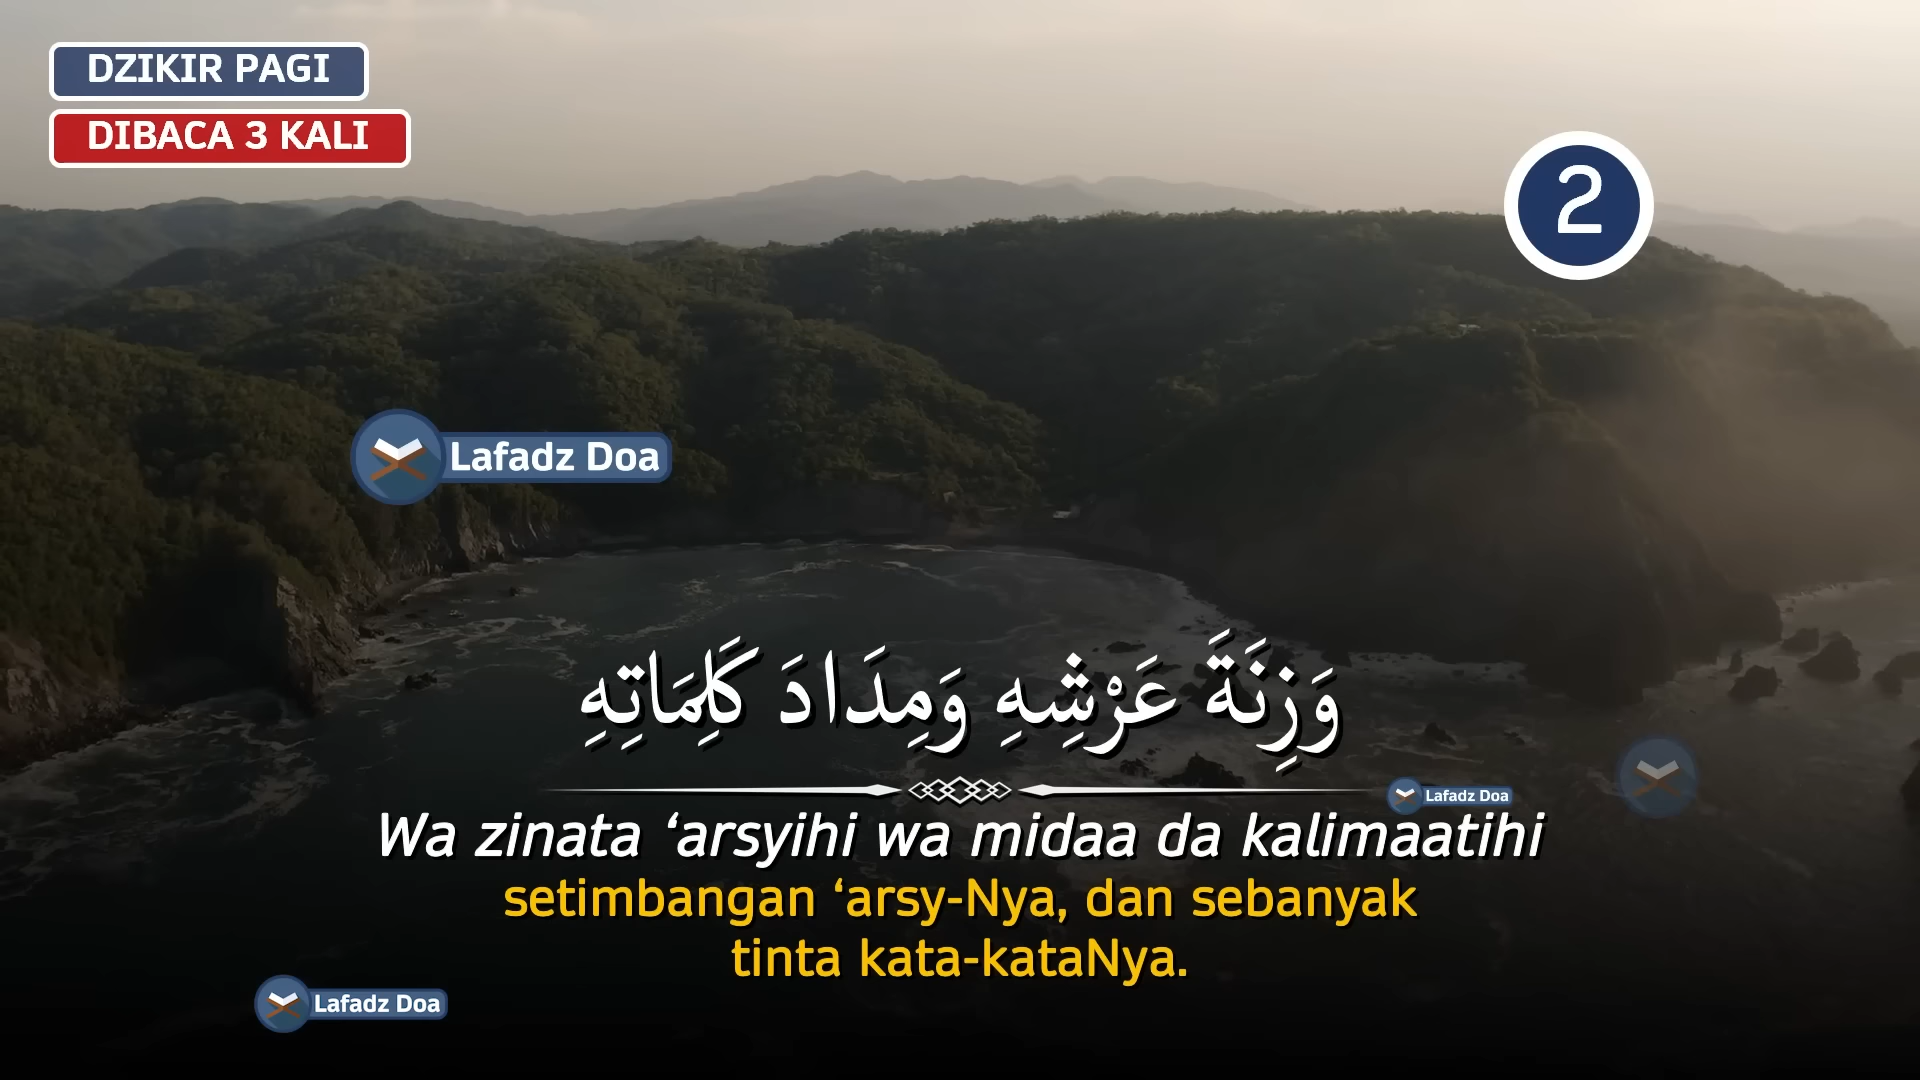 DZIKIR PAGI
DIBACA 3 KALI
2
Lafadz Doa
وَزِنَةَ عَرْشِهِ وَمِدَادَ كَلِمَاتِهِ
Lafadz Doa
Wa zinata ‘arsyihi wa midaa da kalimaatihi
setimbangan ‘arsy-Nya, dan sebanyak
tinta kata-kataNya.
Lafadz Doa